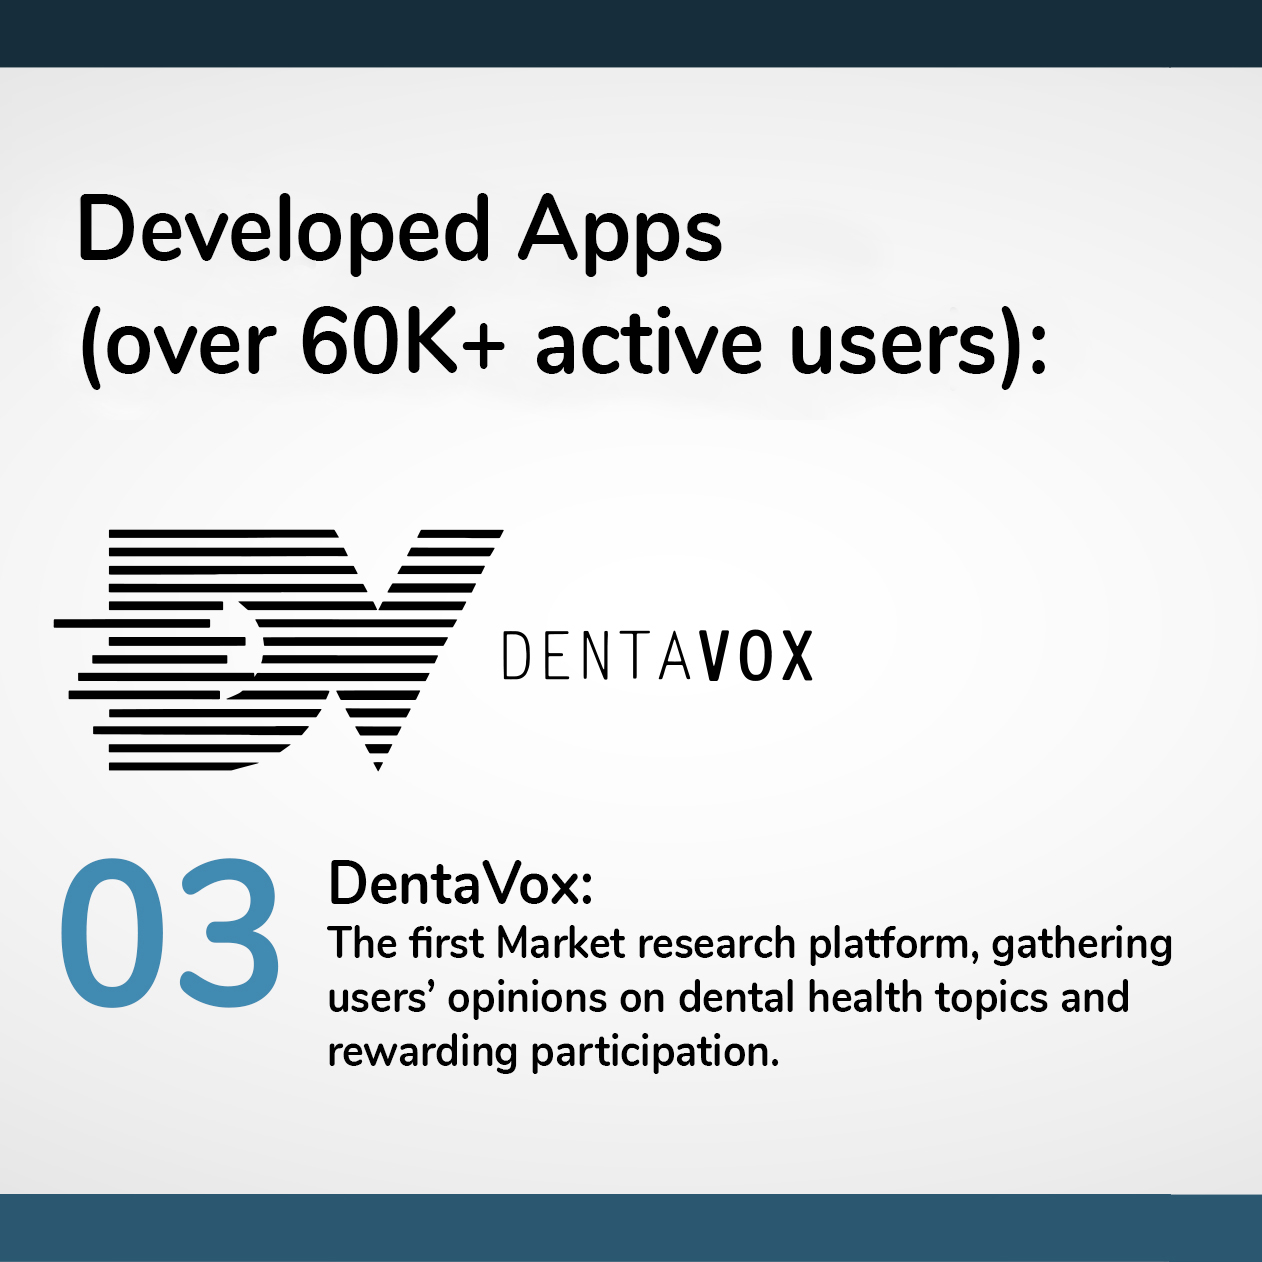 Developed Apps
(over 60K+ active users):
DENTAVOX
03
DentaVox:
The first Market research platform, gathering
users’ opinions on dental health topics and
rewarding participation.